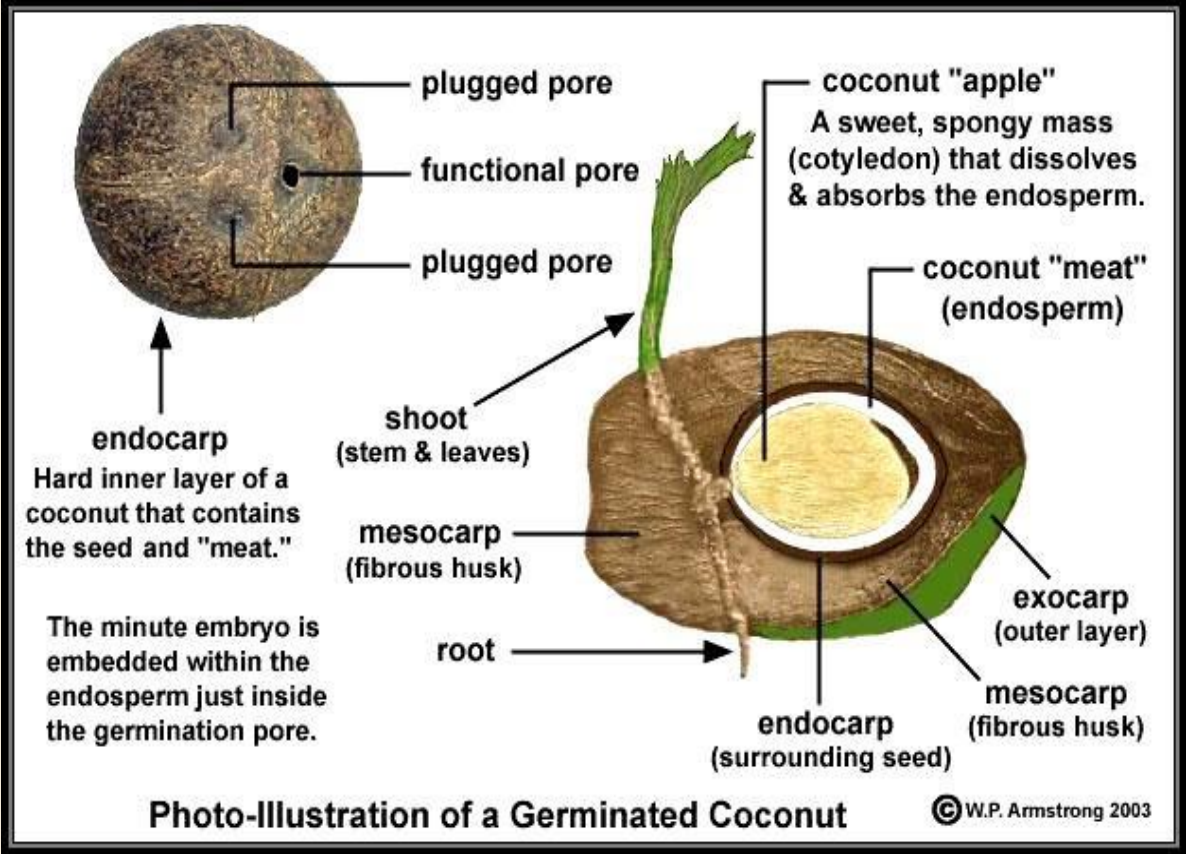 plugged pore
functional pore
plugged pore
endocarp
Hard inner layer of a
coconut that contains
the seed and "meat."
The minute embryo is
embedded within the
endosperm just inside
the germination pore.
coconut "apple"
A sweet, spongy mass
(cotyledon) that dissolves
& absorbs the endosperm.
coconut "meat"
(endosperm)
shoot
(stem & leaves)
mesocarp
(fibrous husk)
root
exocarp
(outer layer)
mesocarp
(fibrous husk)
endocarp
(surrounding seed)
Photo-Illustration of a Germinated Coconut
© W.P. Armstrong 2003